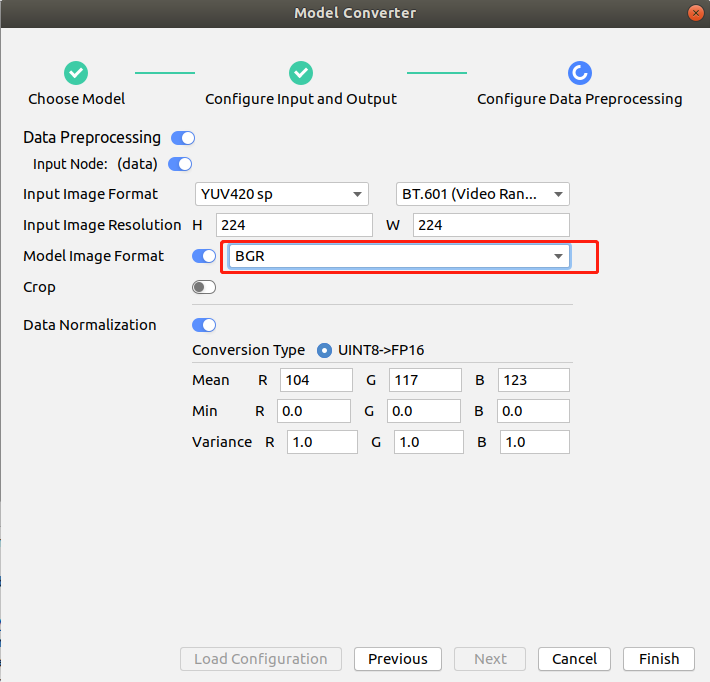 Model Converter
Choose Model
Configure Input and Output
Configure Data Preprocessing
Data Preprocessing
Input Node: (data)
Input Image Format YUV420 sp BT.601 (Video Ran...
Input Image Resolution H 224 W 224
Model Image Format BGR
Crop
Data Normalization
Conversion Type UINT8->FP16
Mean R 104 G 117 B 123
Min R 0.0 G 0.0 B 0.0
Variance R 1.0 G 1.0 B 1.0
Load Configuration Previous Next Cancel Finish